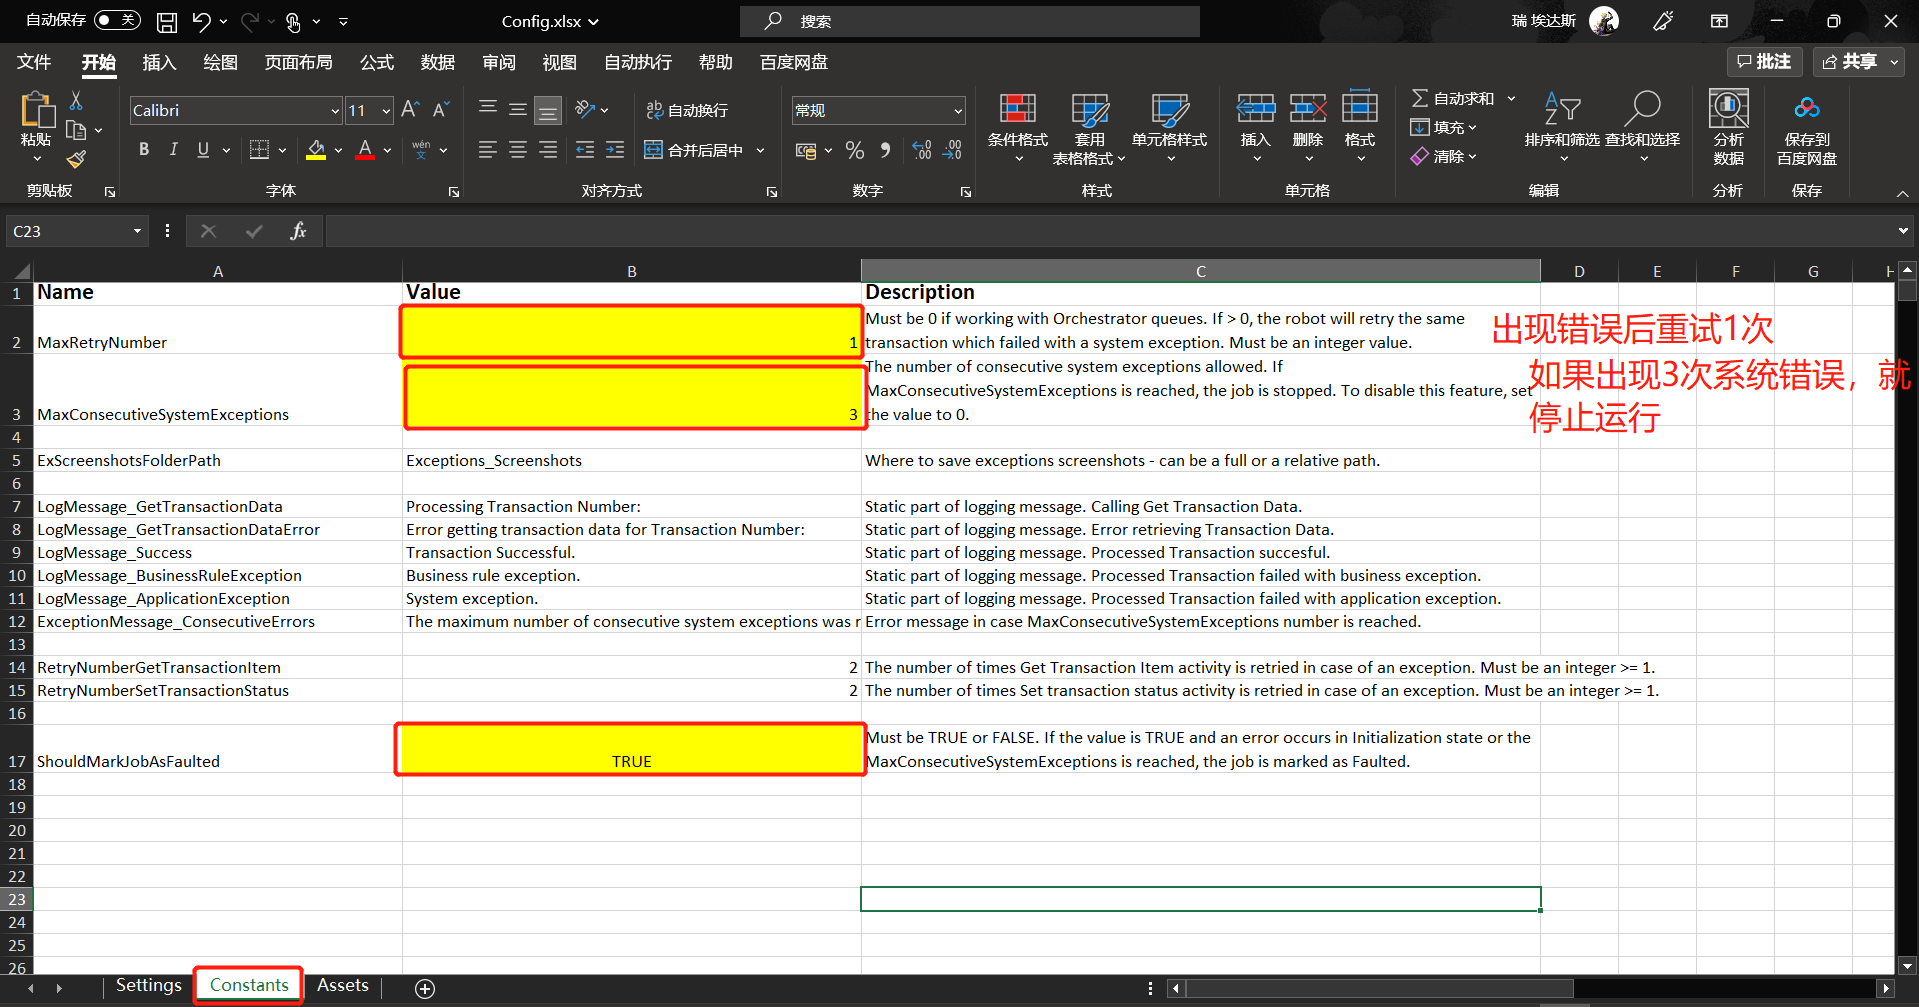 自动保存 关
Config.xlsx
搜索
瑞 埃达斯
文件 开始 插入 绘图 页面布局 公式 数据 审阅 视图 自动执行 帮助 百度网盘
批注 共享
粘贴
剪贴板
Calibri 11
B I U A wén 文
字体
自动换行
合并后居中
对齐方式
常规
数字
条件格式 套用 表格格式 单元格样式
样式
插入 删除 格式
单元格
自动求和
填充
清除
排序和筛选 查找和选择
编辑
分析 数据
分析
保存到 百度网盘
保存
C23 fx
A B C D E F G H
1 Name Value Description
2 MaxRetryNumber 1 Must be 0 if working with Orchestrator queues. If > 0, the robot will retry the same
transaction which failed with a system exception. Must be an integer value.
出现错误后重试1次
3 MaxConsecutiveSystemExceptions 3 The number of consecutive system exceptions allowed. If
MaxConsecutiveSystemExceptions is reached, the job is stopped. To disable this feature, set
the value to 0.
如果出现3次系统错误，就
停止运行
4
5 ExScreenshotsFolderPath Exceptions_Screenshots Where to save exceptions screenshots - can be a full or a relative path.
6
7 LogMessage_GetTransactionData Processing Transaction Number: Static part of logging message. Calling Get Transaction Data.
8 LogMessage_GetTransactionDataError Error getting transaction data for Transaction Number: Static part of logging message. Error retrieving Transaction Data.
9 LogMessage_Success Transaction Successful. Static part of logging message. Processed Transaction succesful.
10 LogMessage_BusinessRuleException Business rule exception. Static part of logging message. Processed Transaction failed with business exception.
11 LogMessage_ApplicationException System exception. Static part of logging message. Processed Transaction failed with application exception.
12 ExceptionMessage_ConsecutiveErrors The maximum number of consecutive system exceptions was r Error message in case MaxConsecutiveSystemExceptions number is reached.
13
14 RetryNumberGetTransactionItem 2 The number of times Get Transaction Item activity is retried in case of an exception. Must be an integer >= 1.
15 RetryNumberSetTransactionStatus 2 The number of times Set transaction status activity is retried in case of an exception. Must be an integer >= 1.
16
17 ShouldMarkJobAsFaulted TRUE Must be TRUE or FALSE. If the value is TRUE and an error occurs in Initialization state or the
MaxConsecutiveSystemExceptions is reached, the job is marked as Faulted.
18
19
20
21
22
23
24
25
26
Settings Constants Assets